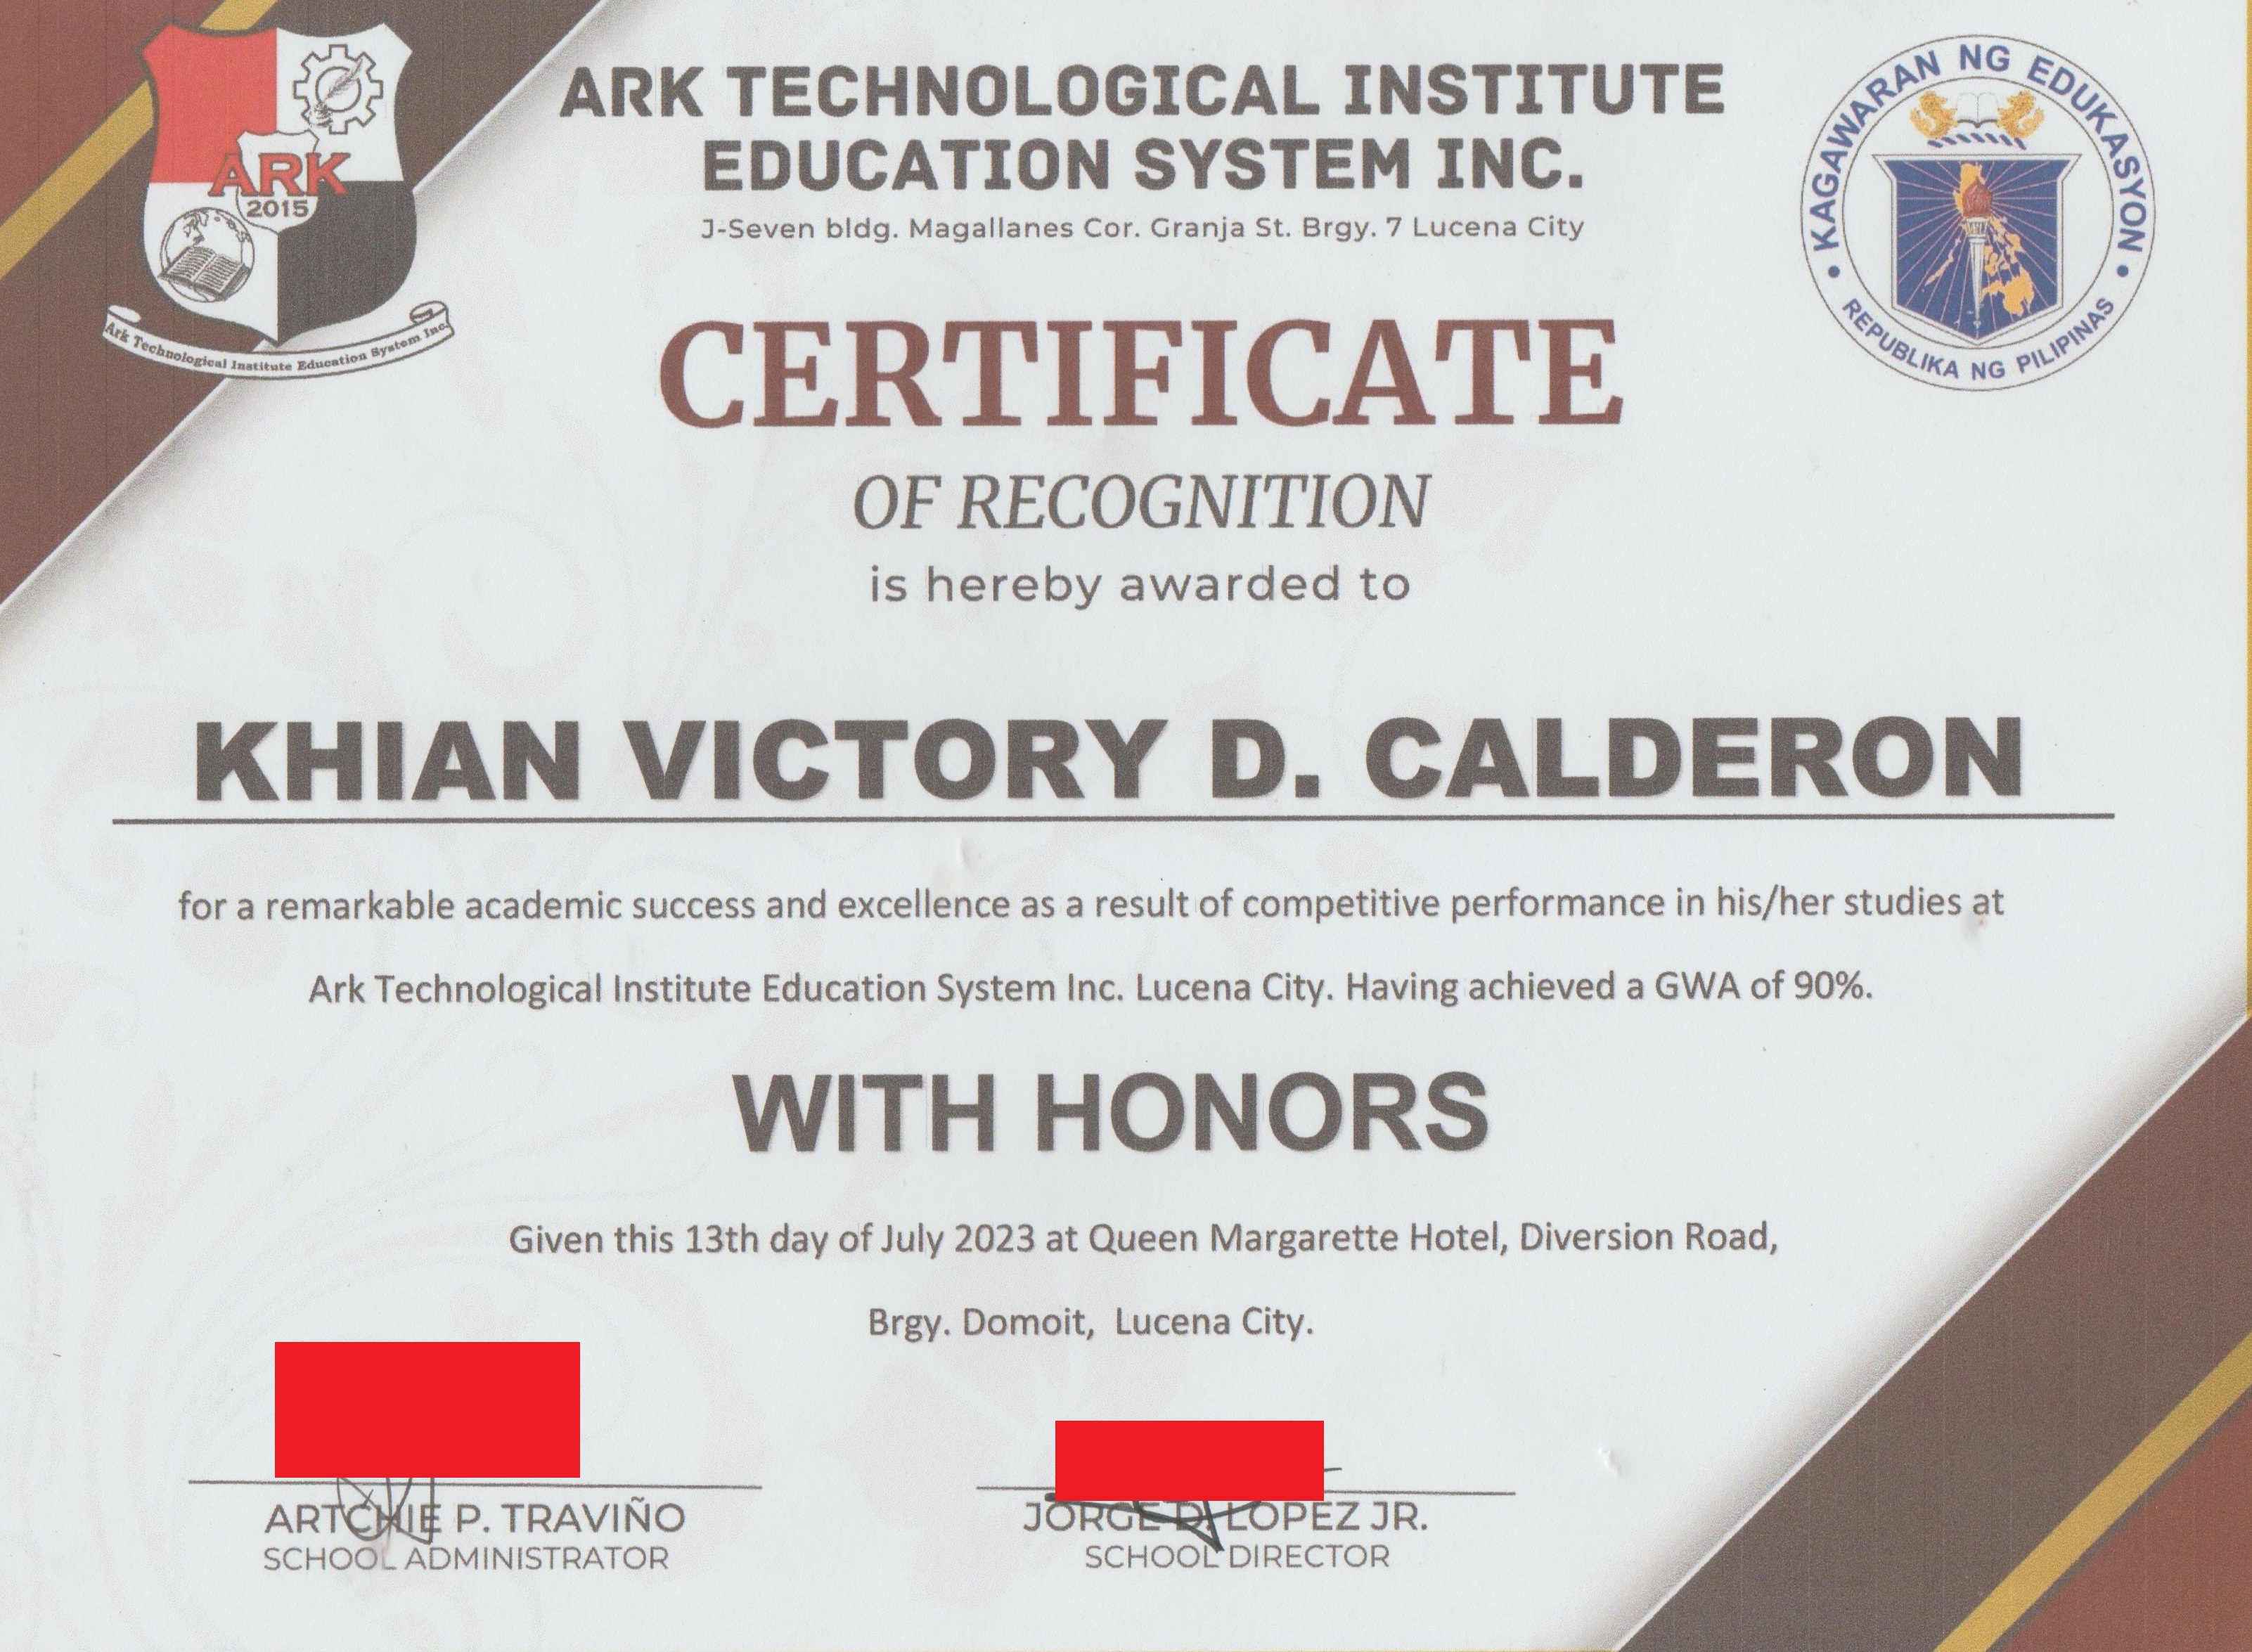 ARK TECHNOLOGICAL INSTITUTE
EDUCATION SYSTEM INC.
J-Seven bldg. Magallanes Cor. Granja St. Brgy. 7 Lucena City
ARK
2015
Ark Technological Institute Education System Inc.
KAGAWARAN NG EDUKASYON
REPUBLIKA NG PILIPINAS
CERTIFICATE
OF RECOGNITION
is hereby awarded to
KHIAN VICTORY D. CALDERON
for a remarkable academic success and excellence as a result of competitive performance in his/her studies at
Ark Technological Institute Education System Inc. Lucena City. Having achieved a GWA of 90%.
WITH HONORS
Given this 13th day of July 2023 at Queen Margarette Hotel, Diversion Road,
Brgy. Domoit, Lucena City.
ARTCHIE P. TRAVIÑO
SCHOOL ADMINISTRATOR
JORGE D. LOPEZ JR.
SCHOOL DIRECTOR